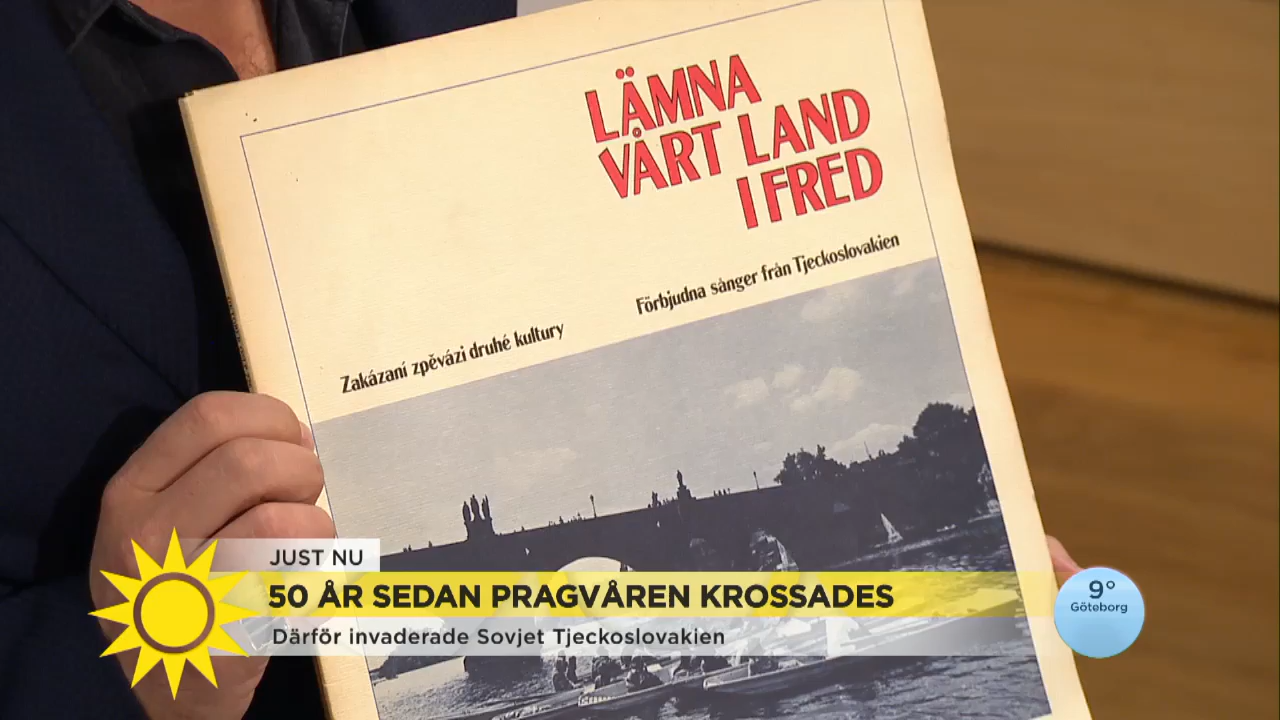 LÄMNA
VÅRT LAND
I FRED
Förbjudna sånger från Tjeckoslovakien
Zakázaní zpěvázi druhé kultury
JUST NU
50 ÅR SEDAN PRAGVÅREN KROSSADES
Därför invaderade Sovjet Tjeckoslovakien
9°
Göteborg